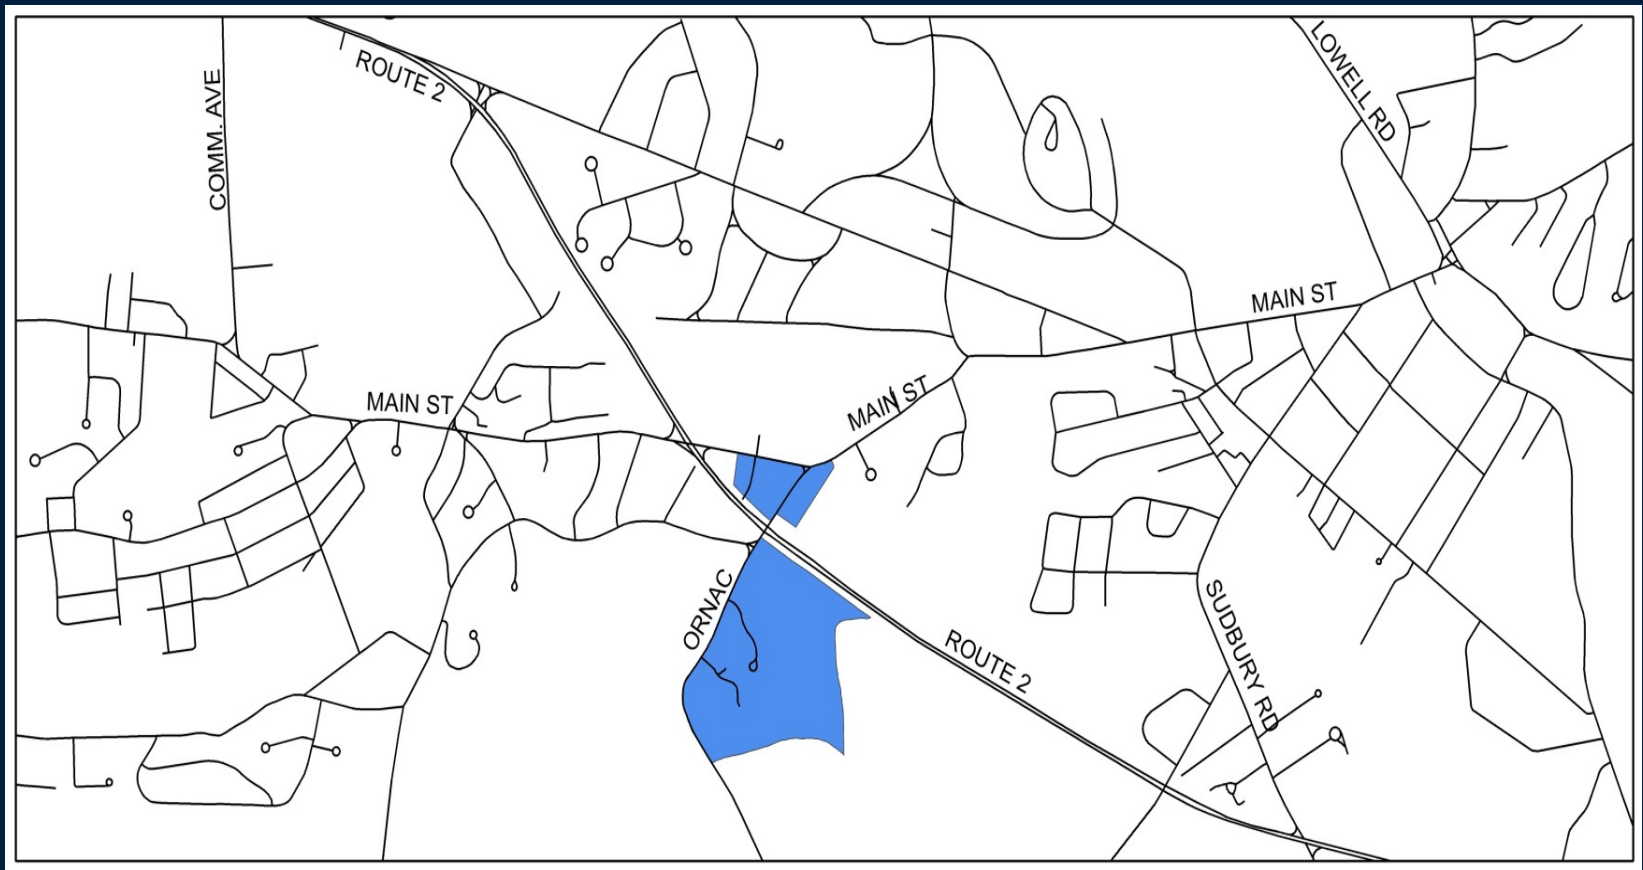 LOWELL RD
ROUTE 2
COMM. AVE
MAIN ST
MAIN ST
MAIN ST
ORNAC
SUDBURY RD
ROUTE 2